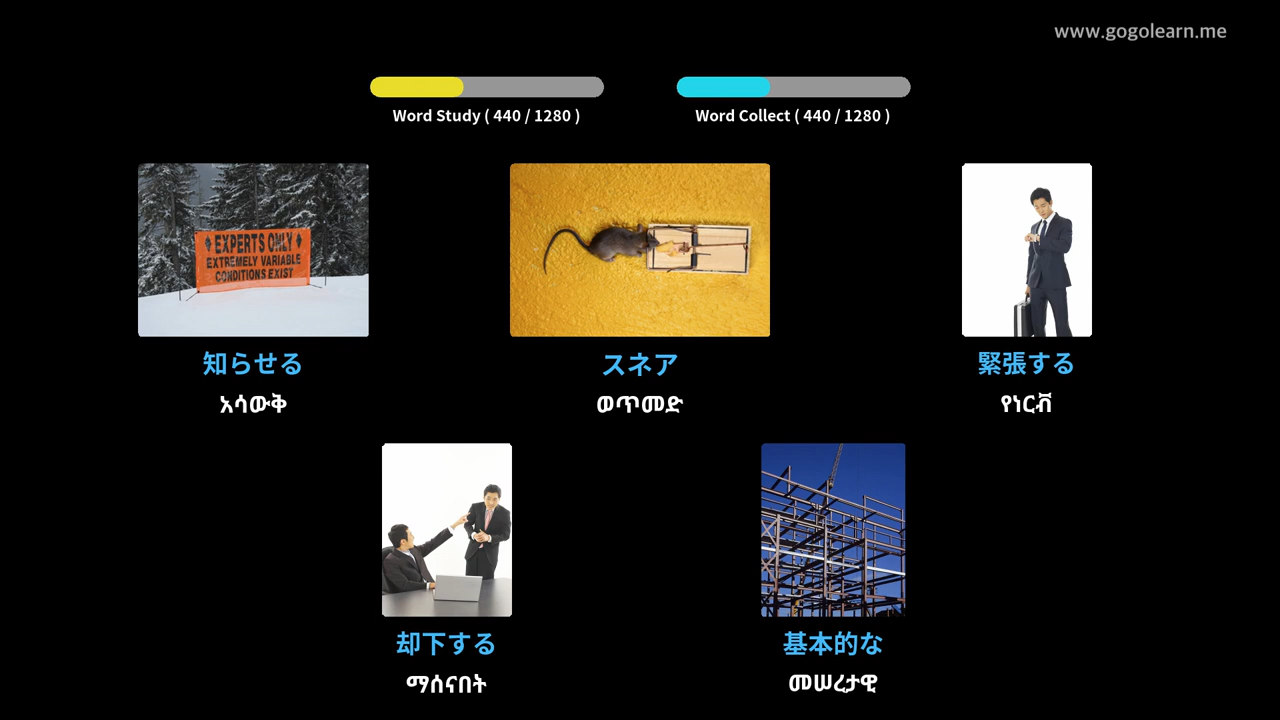 www.gogolearn.me
Word Study ( 440 / 1280 )
Word Collect ( 440 / 1280 )
EXPERTS ONLY
EXTREMELY VARIABLE
CONDITIONS EXIST
知らせる
አሳውቅ
スネア
ወጥመድ
緊張する
የነርቭ
却下する
ማሰናበት
基本的な
መሠረታዊ